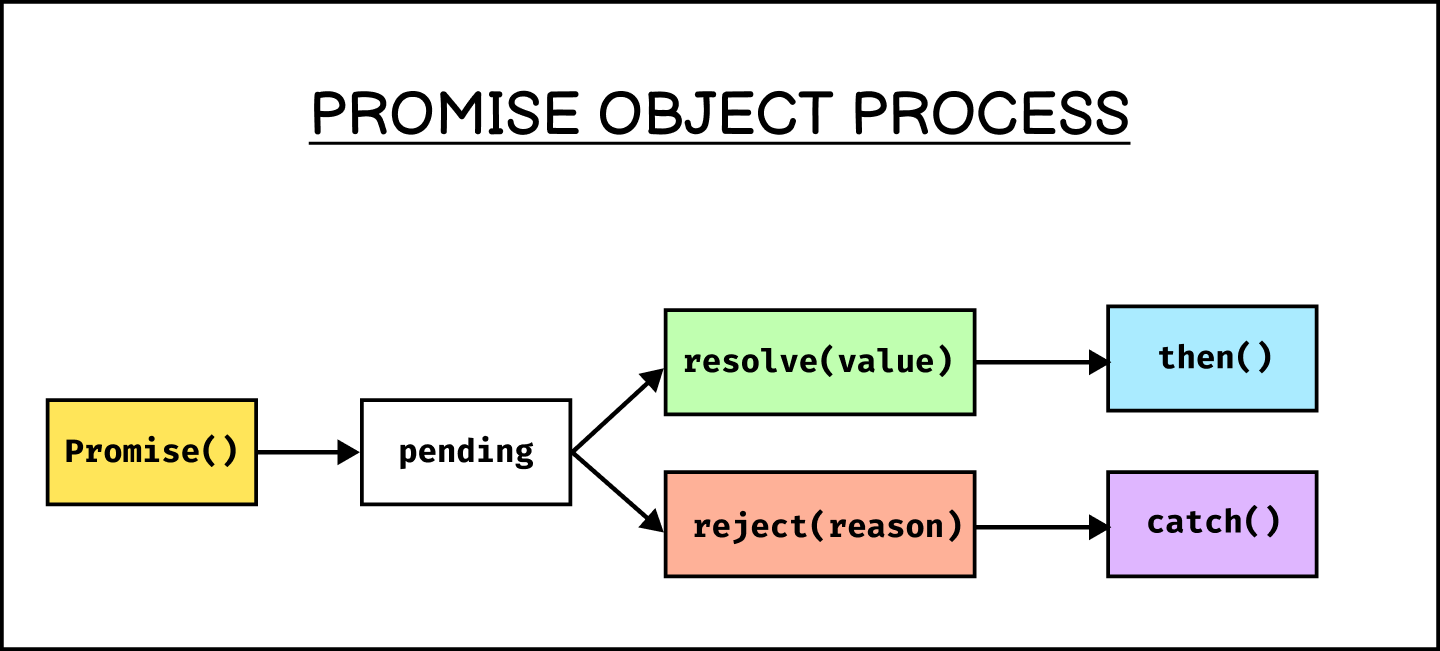 PROMISE OBJECT PROCESS
Promise()
pending
resolve(value)
then()
reject(reason)
catch()